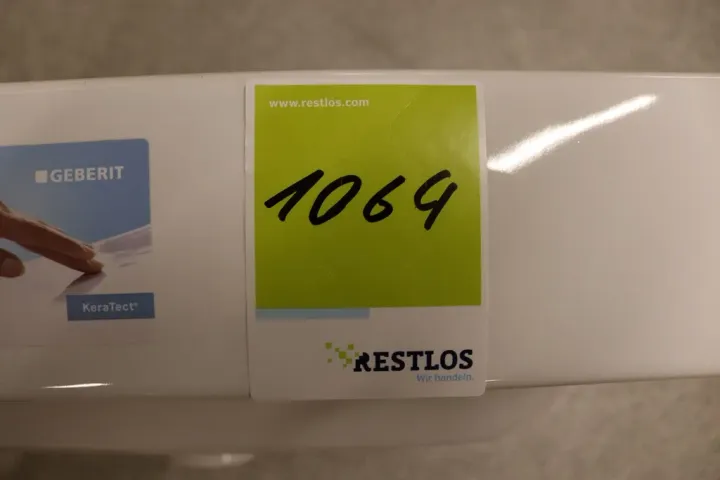 www.restlos.com
GEBERIT
1069
KeraTect®
RESTLOS
Wir handeln.